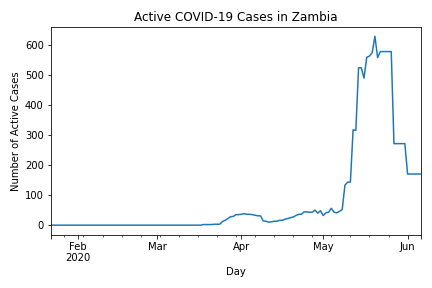 Active COVID-19 Cases in Zambia
Number of Active Cases
600
500
400
300
200
100
0
Feb
2020
Mar
Apr
May
Jun
Day